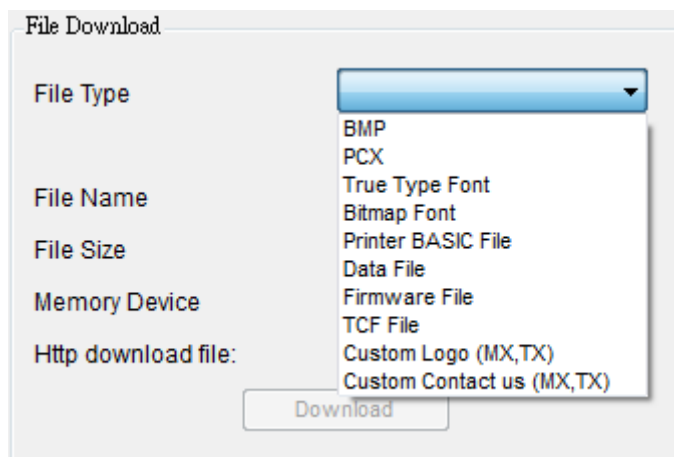 File Download
File Type
BMP
PCX
True Type Font
File Name
Bitmap Font
Printer BASIC File
File Size
Data File
Memory Device
Firmware File
TCF File
Http download file:
Custom Logo (MX,TX)
Custom Contact us (MX,TX)
Download